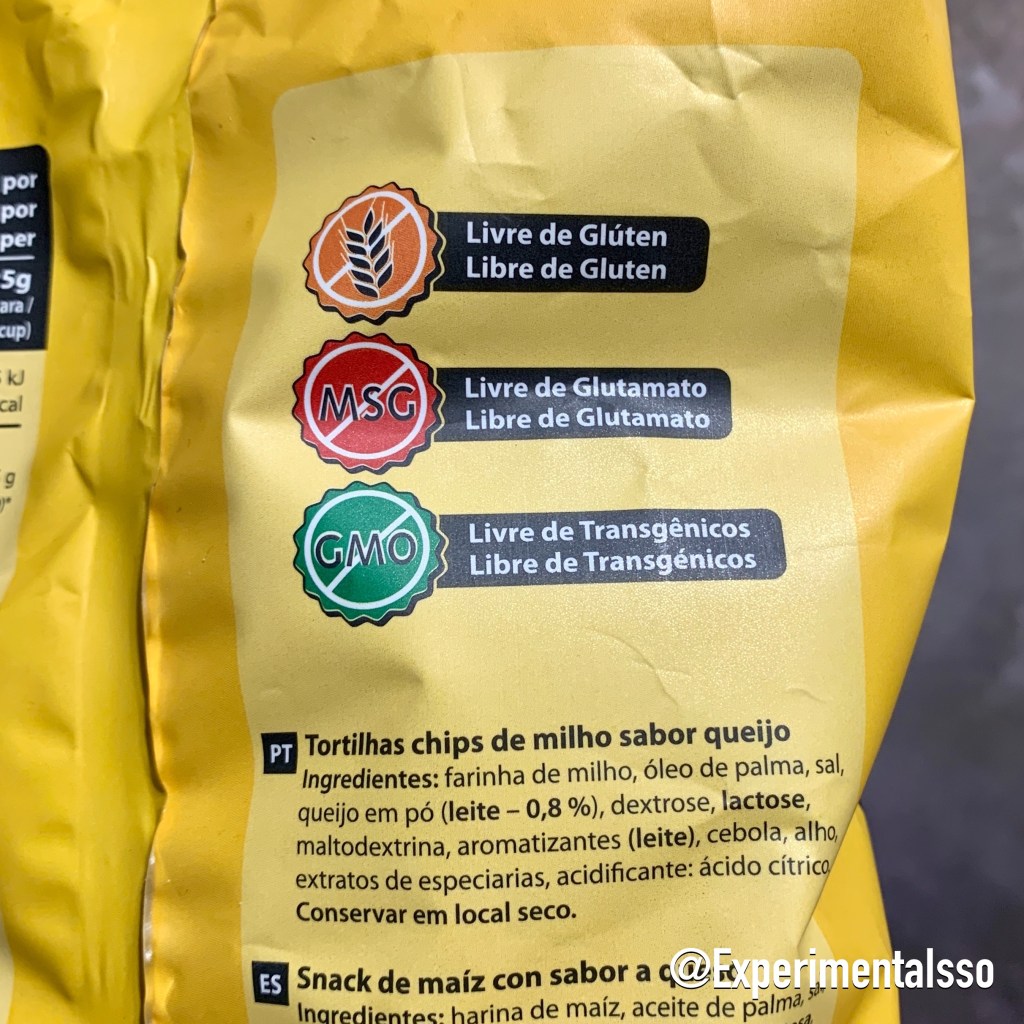 por
por
per
5g
ara /
cup)
kJ
cal
g
)*
Livre de Glúten
Libre de Gluten
MSG
Livre de Glutamato
Libre de Glutamato
GMO
Livre de Transgênicos
Libre de Transgénicos
PT Tortilhas chips de milho sabor queijo
Ingredientes: farinha de milho, óleo de palma, sal,
queijo em pó (leite – 0,8 %), dextrose, lactose,
maltodextrina, aromatizantes (leite), cebola, alho,
extratos de especiarias, acidificante: ácido cítrico
Conservar em local seco.
ES Snack de maíz con sabor a queso
Ingredientes: harina de maíz, aceite de palma,
@Experimentalsso